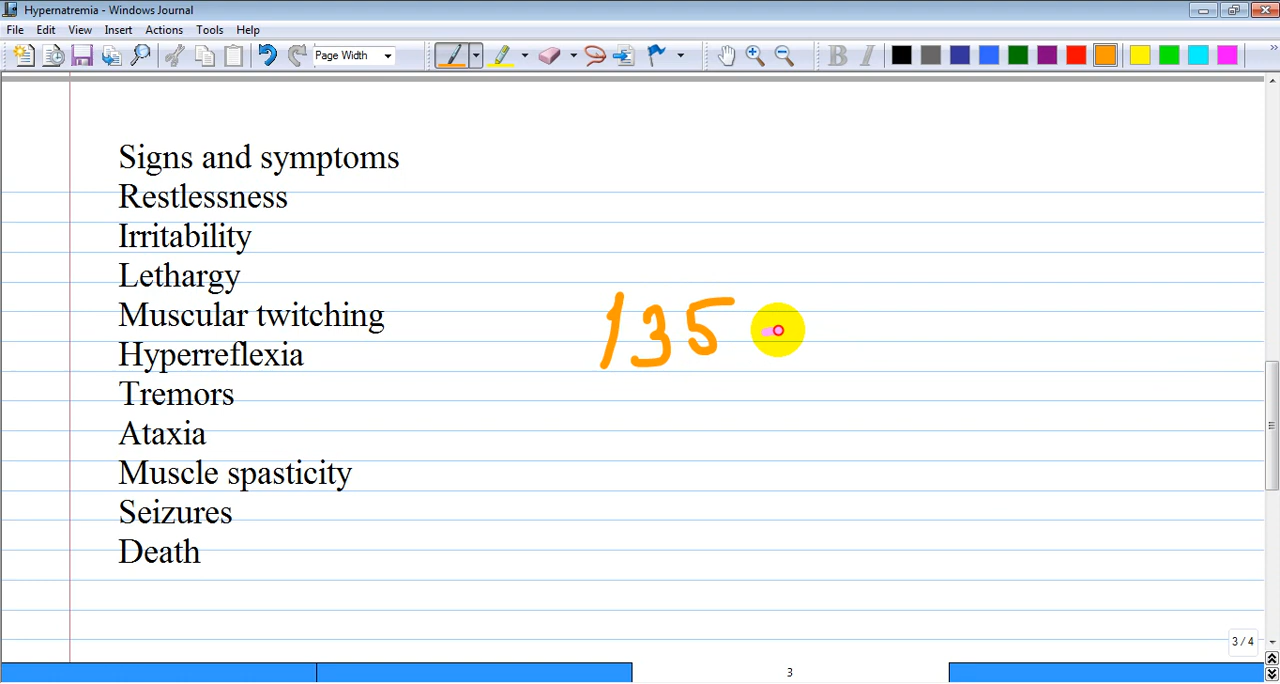 Hypernatremia - Windows Journal
File Edit View Insert Actions Tools Help
Page Width
B I
Signs and symptoms
Restlessness
Irritability
Lethargy
Muscular twitching
Hyperreflexia
Tremors
Ataxia
Muscle spasticity
Seizures
Death
135
3 / 4
3